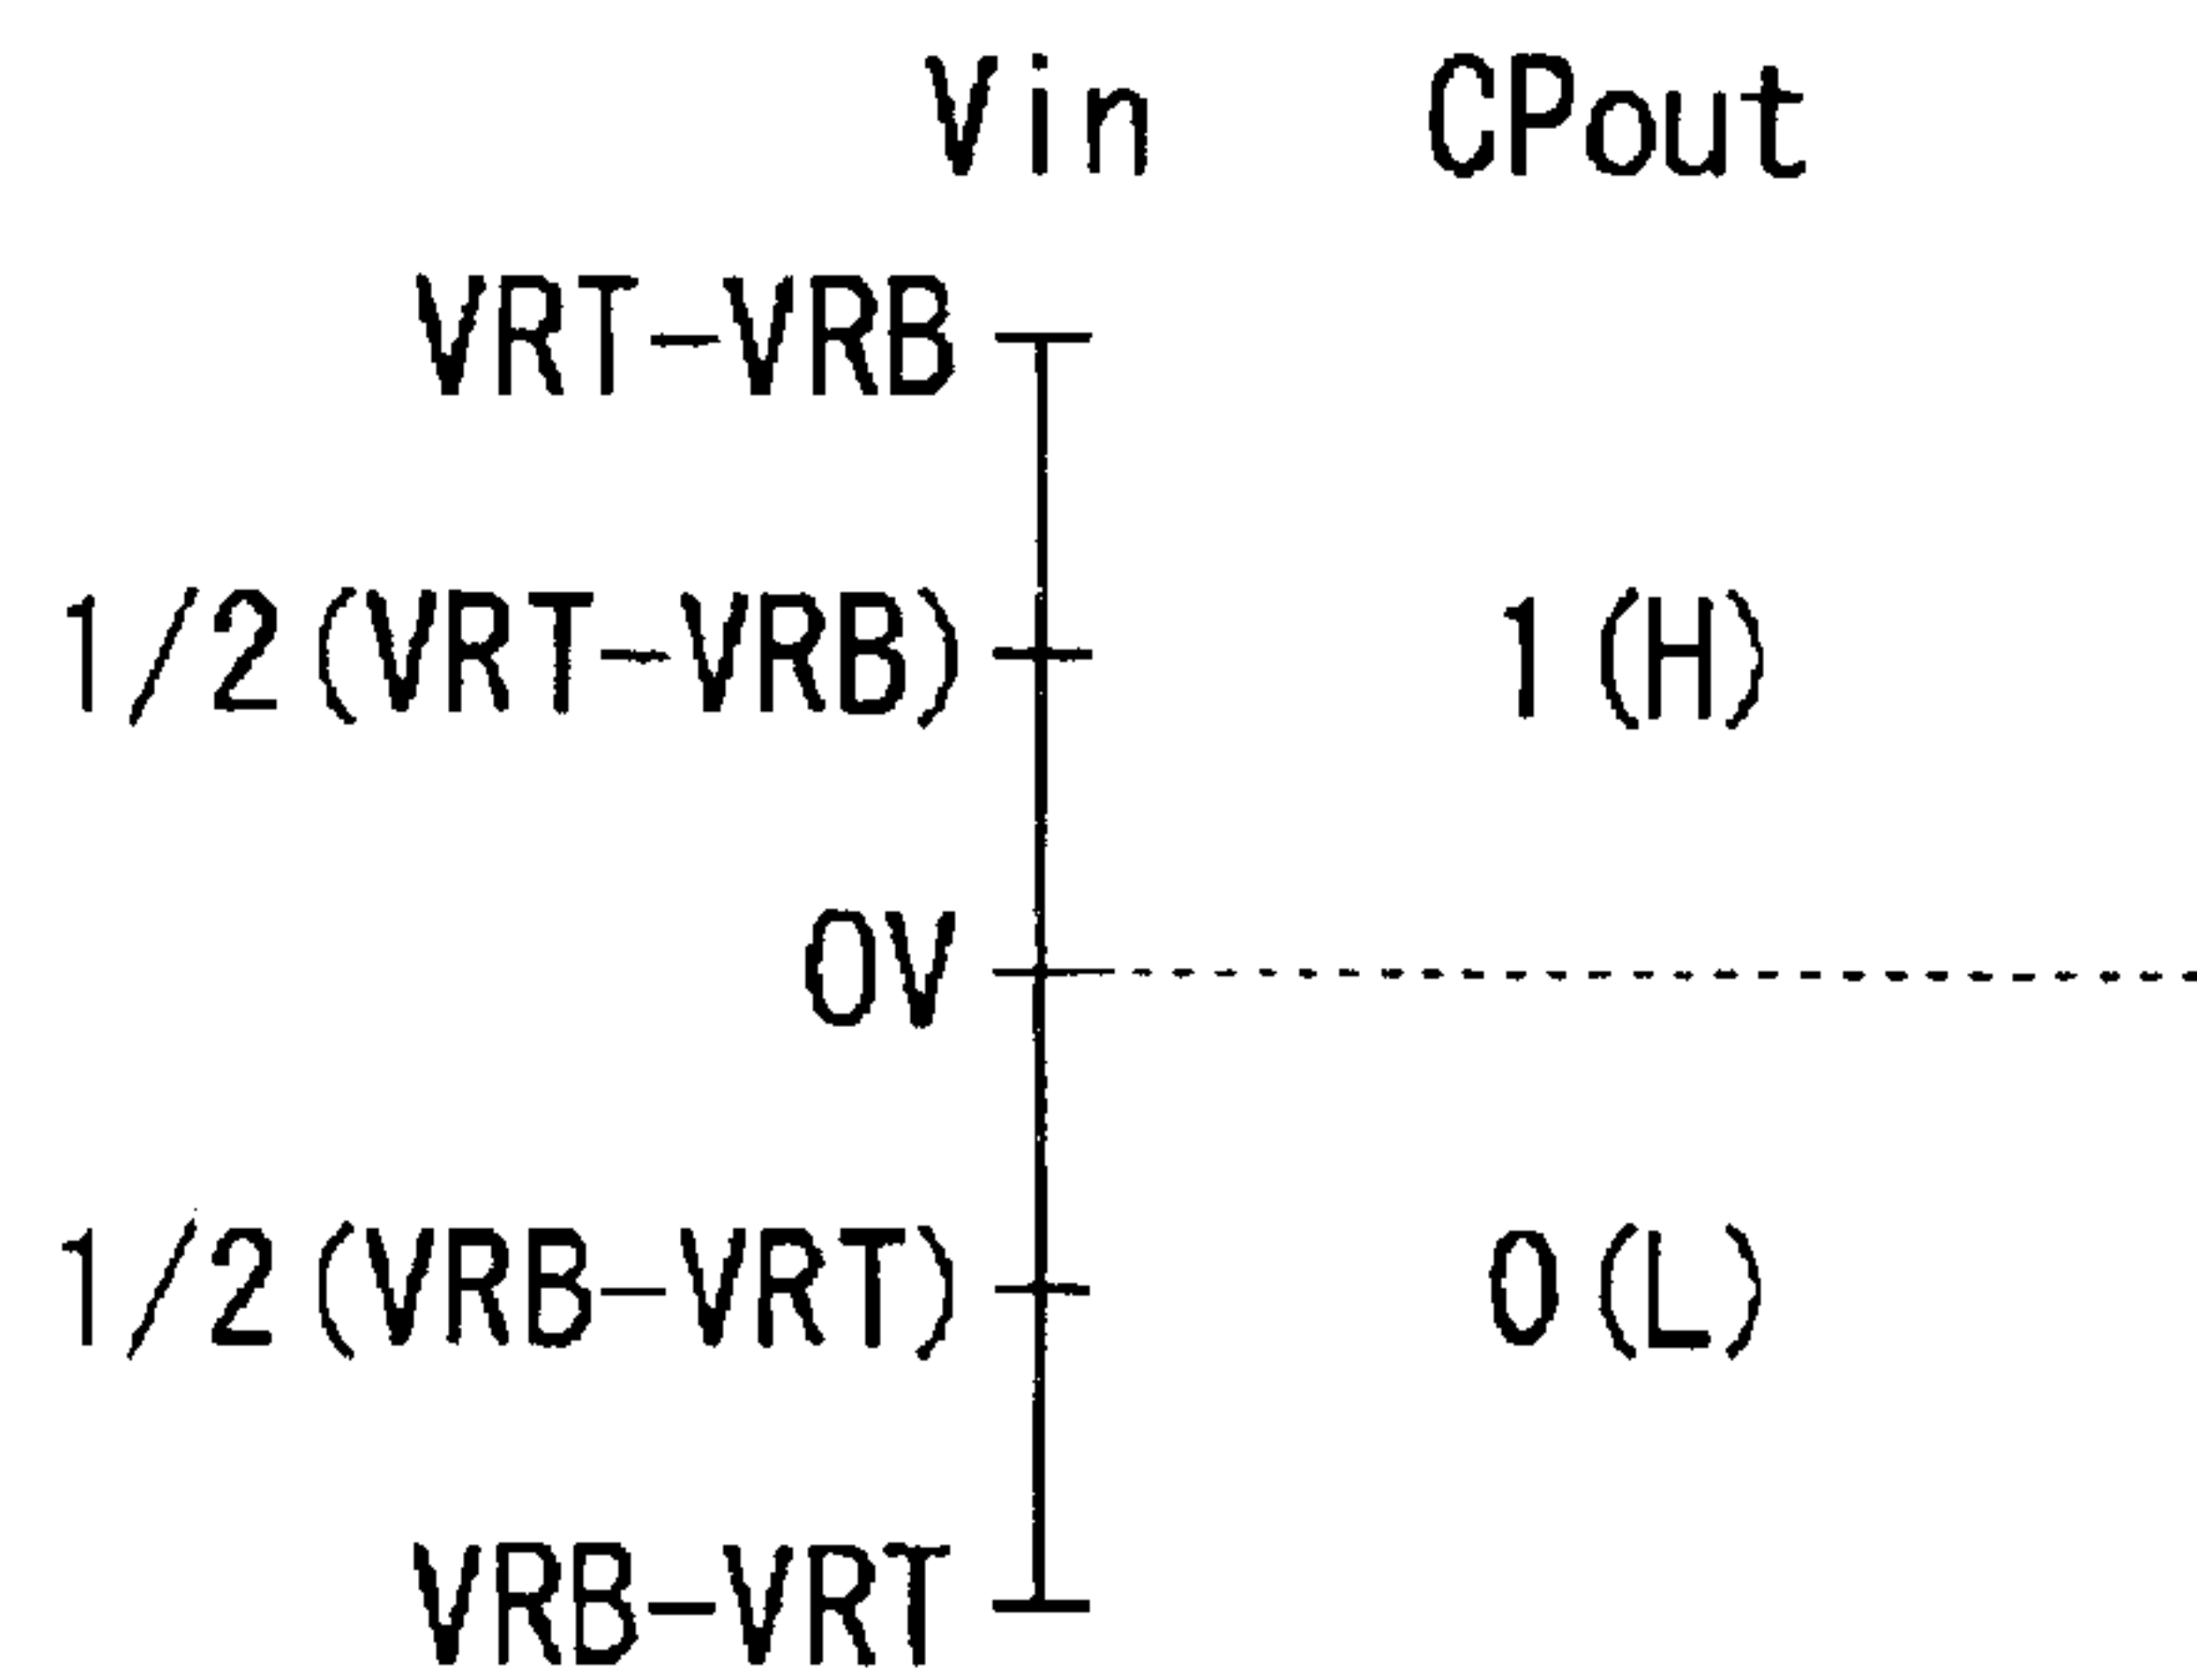 Vin CPout
VRT-VRB
1/2(VRT-VRB) 1(H)
0V
1/2(VRB-VRT) 0(L)
VRB-VRT